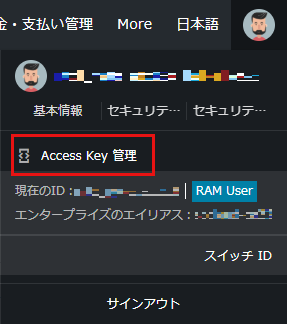 金・支払い管理 More 日本語
基本情報 セキュリテ… セキュリテ…
Access Key 管理
現在のID : RAM User
エンタープライズのエイリアス :
スイッチ ID
サインアウト